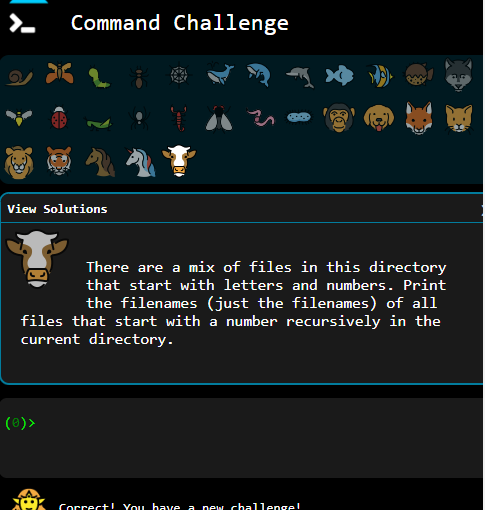 Command Challenge
View Solutions
There are a mix of files in this directory
that start with letters and numbers. Print
the filenames (just the filenames) of all
files that start with a number recursively in the
current directory.
(0)>
Correct! You have a new challenge!